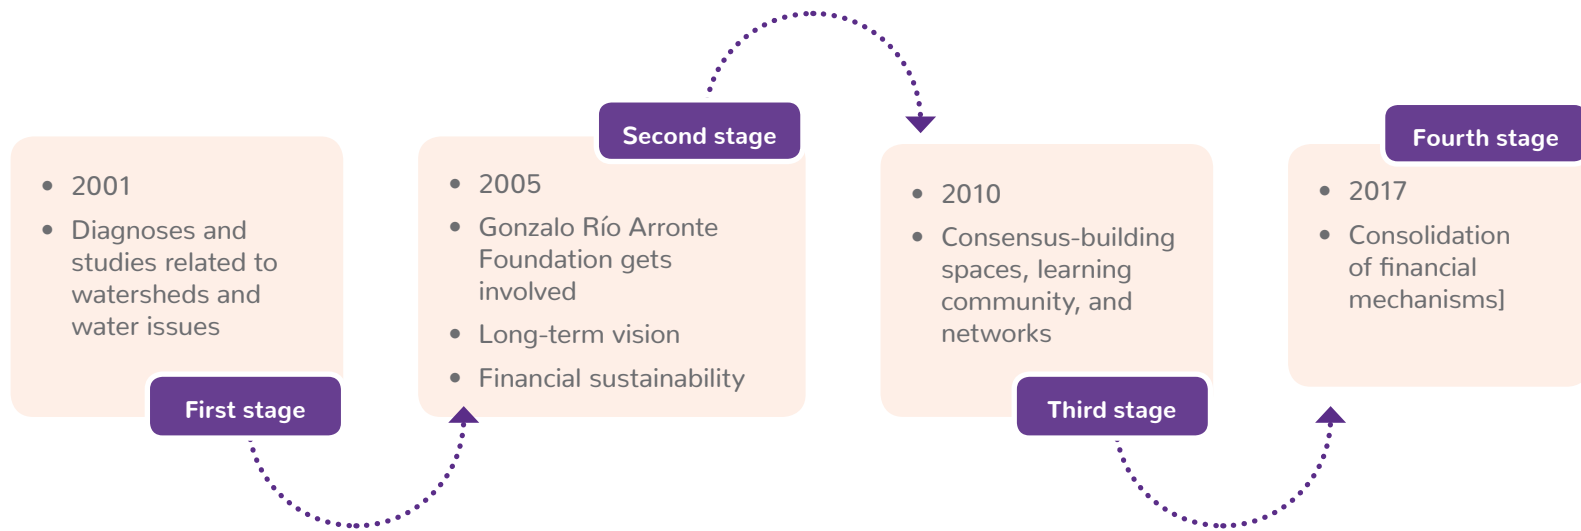 • 2001
• Diagnoses and
studies related to
watersheds and
water issues
First stage
Second stage
• 2005
• Gonzalo Río Arronte
Foundation gets
involved
• Long-term vision
• Financial sustainability
• 2010
• Consensus-building
spaces, learning
community, and
networks
Third stage
Fourth stage
• 2017
• Consolidation
of financial
mechanisms]